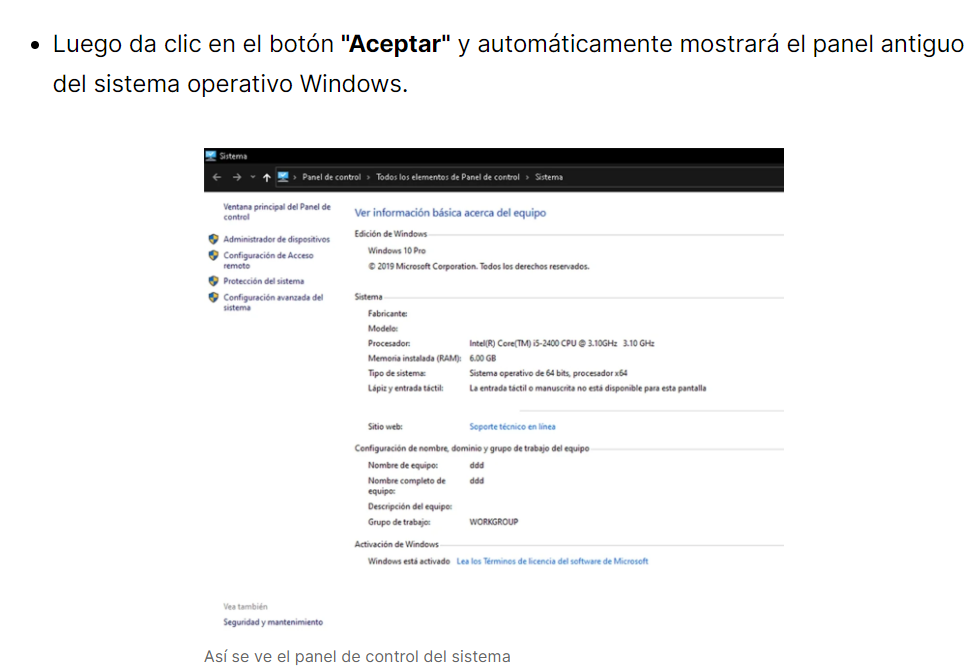 Luego da clic en el botón "Aceptar" y automáticamente mostrará el panel antiguo
del sistema operativo Windows.
Sistema
Panel de control › Todos los elementos de Panel de control › Sistema
Ventana principal del Panel de
control
Administrador de dispositivos
Configuración de Acceso
remoto
Protección del sistema
Configuración avanzada del
sistema
Ver información básica acerca del equipo
Edición de Windows
Windows 10 Pro
© 2019 Microsoft Corporation. Todos los derechos reservados.
Sistema
Fabricante:
Modelo:
Procesador: Intel(R) Core(TM) i5-2400 CPU @ 3.10GHz 3.10 GHz
Memoria instalada (RAM): 6.00 GB
Tipo de sistema: Sistema operativo de 64 bits, procesador x64
Lápiz y entrada táctil: La entrada táctil o manuscrita no está disponible para esta pantalla
Sitio web: Soporte técnico en línea
Configuración de nombre, dominio y grupo de trabajo del equipo
Nombre de equipo: ddd
Nombre completo de ddd
equipo:
Descripción del equipo:
Grupo de trabajo: WORKGROUP
Activación de Windows
Windows está activado Lea los Términos de licencia del software de Microsoft
Vea también
Seguridad y mantenimiento
Así se ve el panel de control del sistema